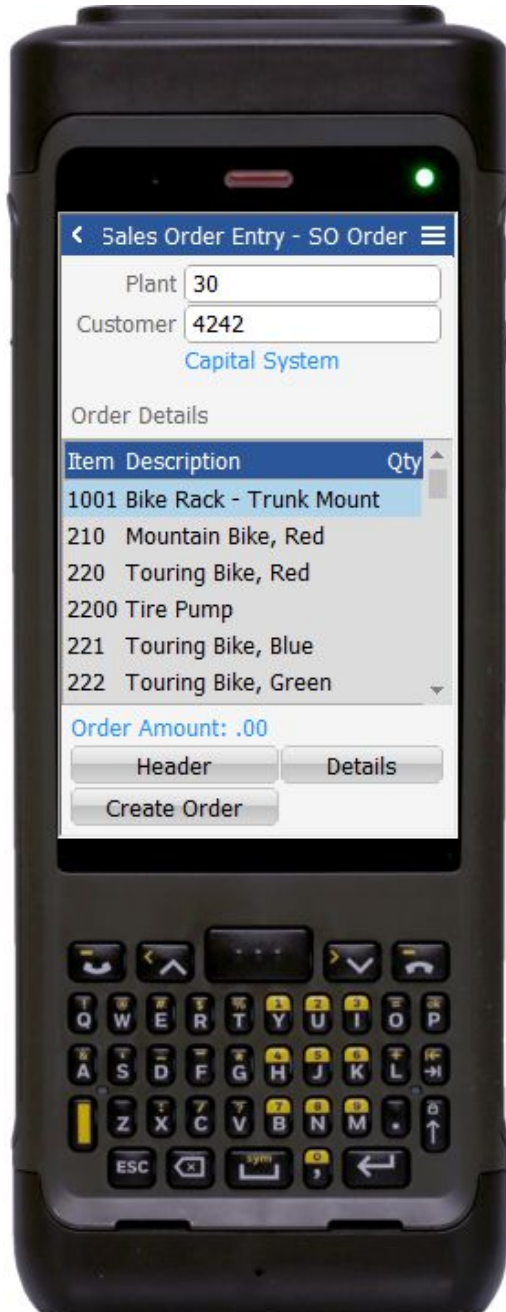 Sales Order Entry - SO Order
Plant 30
Customer 4242
Capital System
Order Details
Item Description Qty
1001 Bike Rack - Trunk Mount
210 Mountain Bike, Red
220 Touring Bike, Red
2200 Tire Pump
221 Touring Bike, Blue
222 Touring Bike, Green
Order Amount: .00
Header Details
Create Order
Q W E R T Y U I O P
A S D F G H J K L
Z X C V B N M .
ESC sym 0 ,